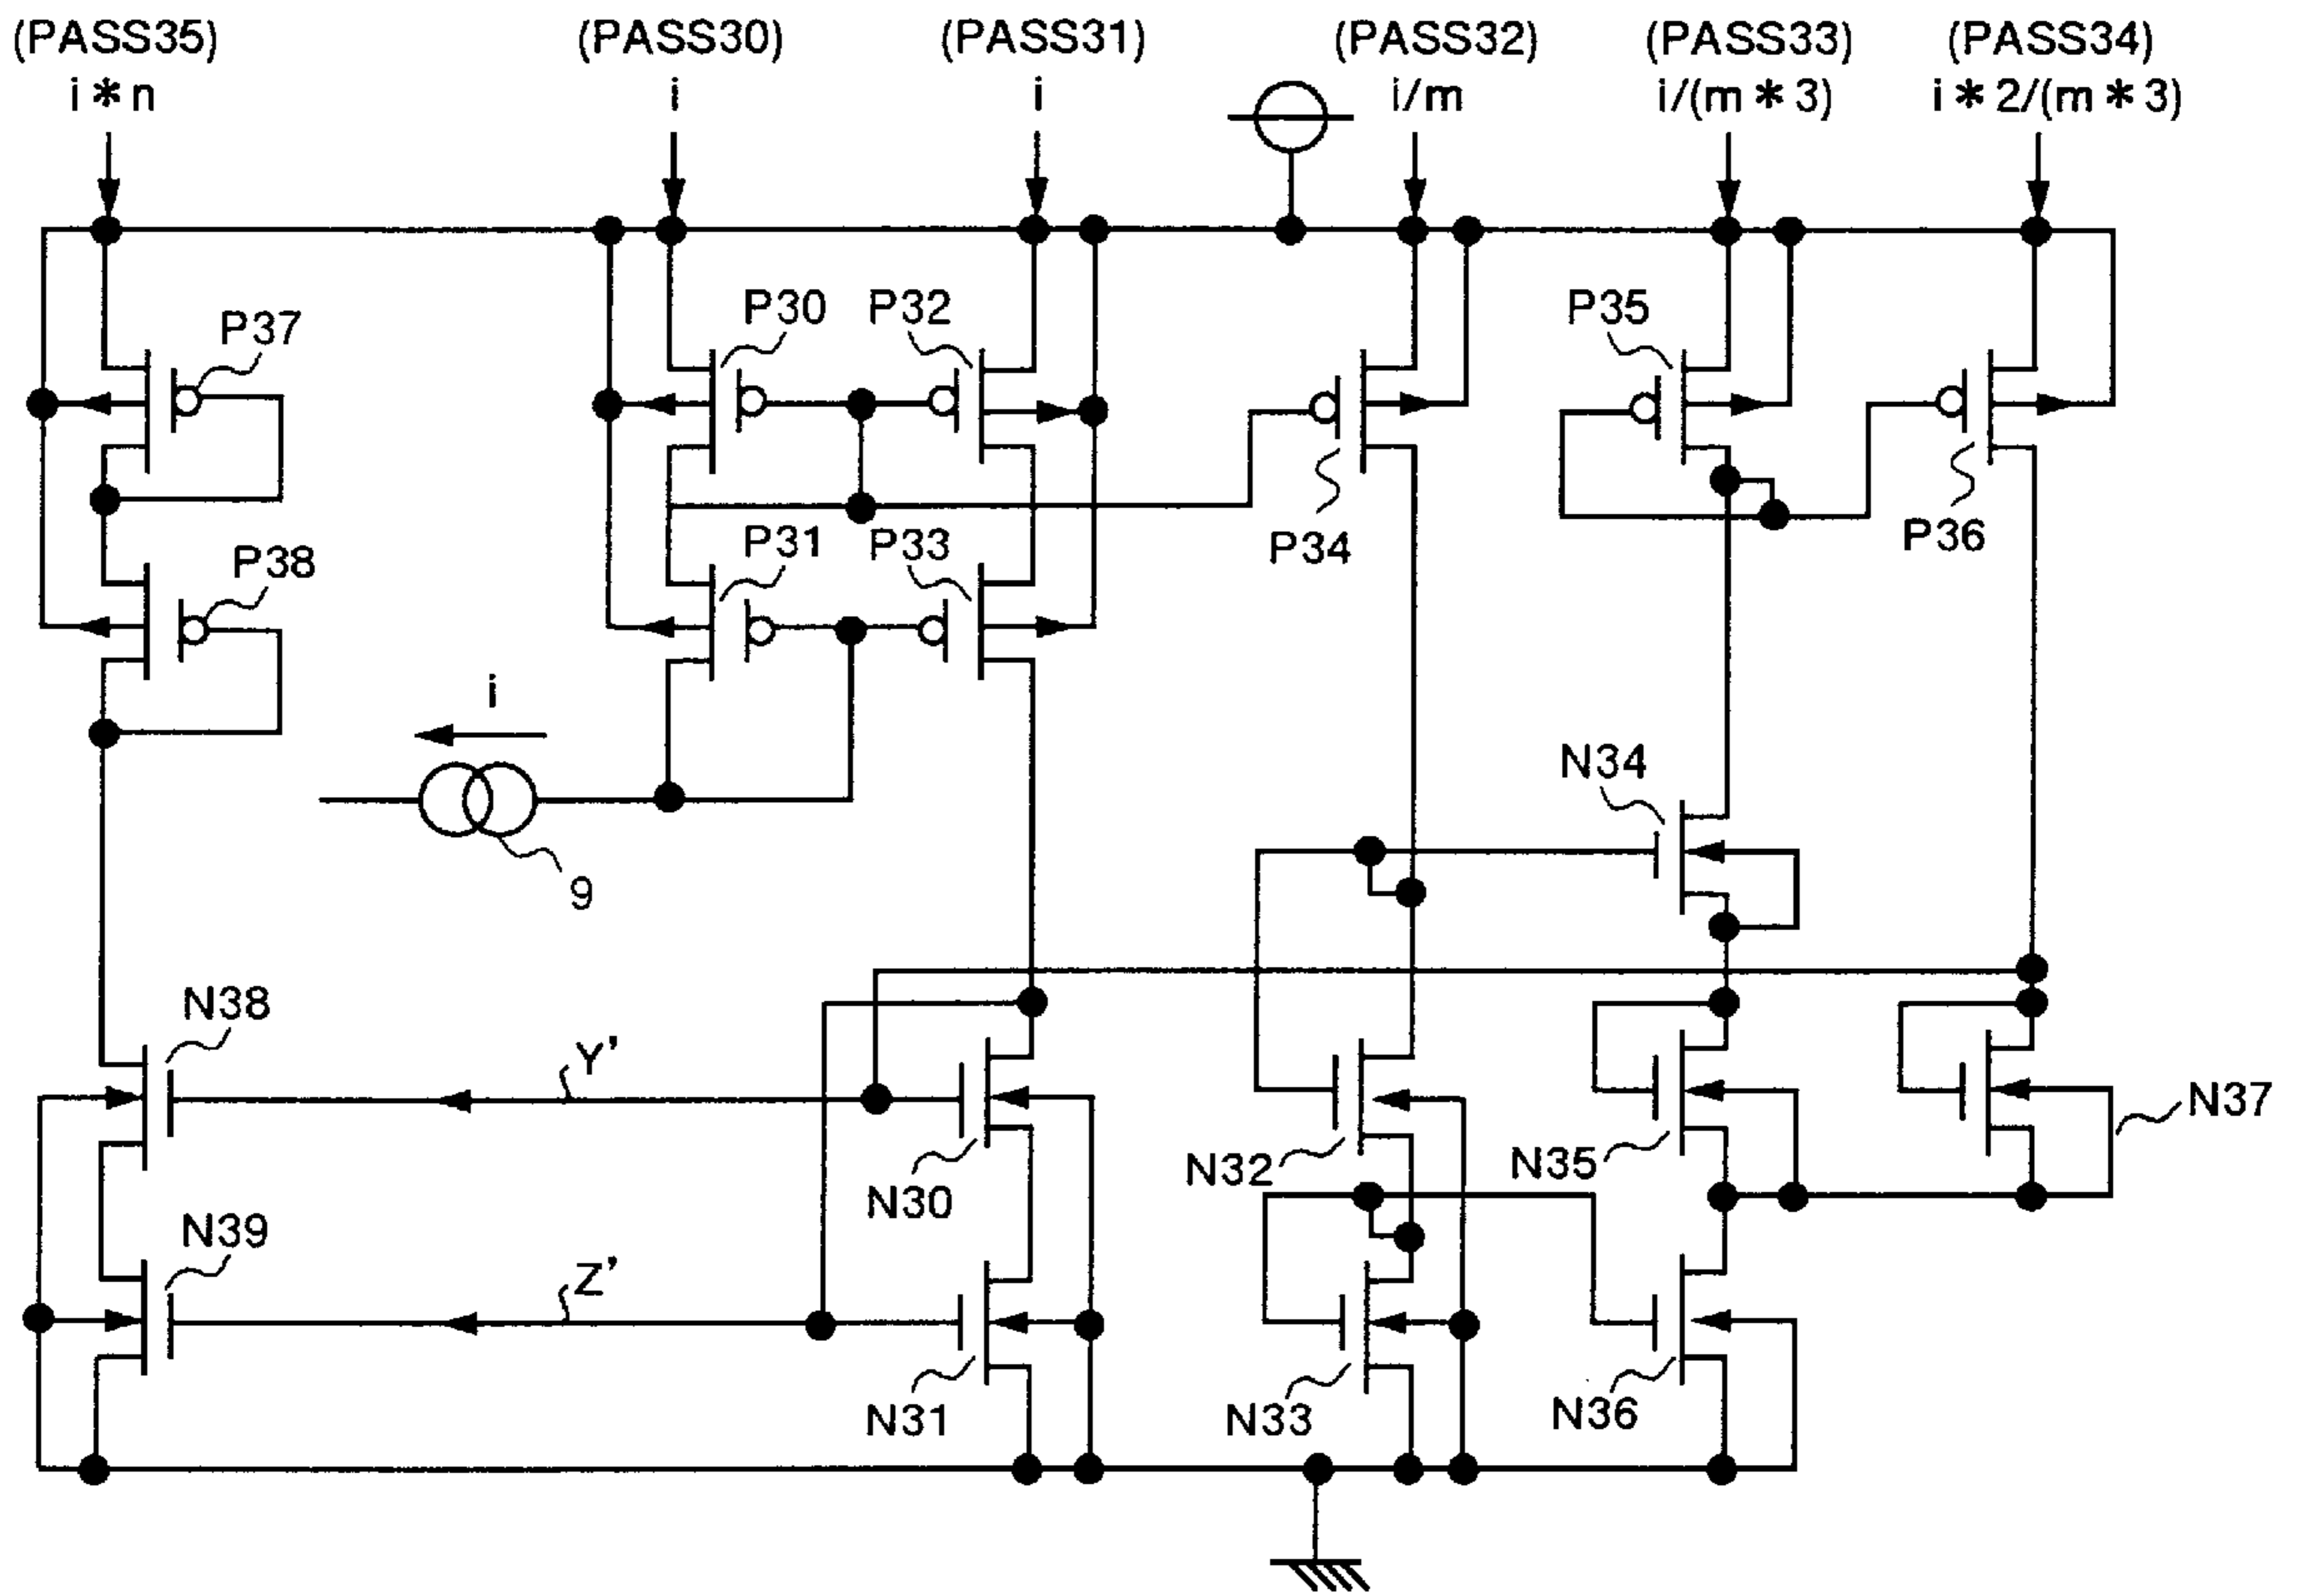 (PASS35) (PASS30) (PASS31) (PASS32) (PASS33) (PASS34)
i*n i i i/m i/(m*3) i*2/(m*3)
P37 P30 P32 P35
P38 P31 P33 P34 P36
i
9
N34
N38 Y' N30 N32 N35 N37
N39 Z' N31 N33 N36